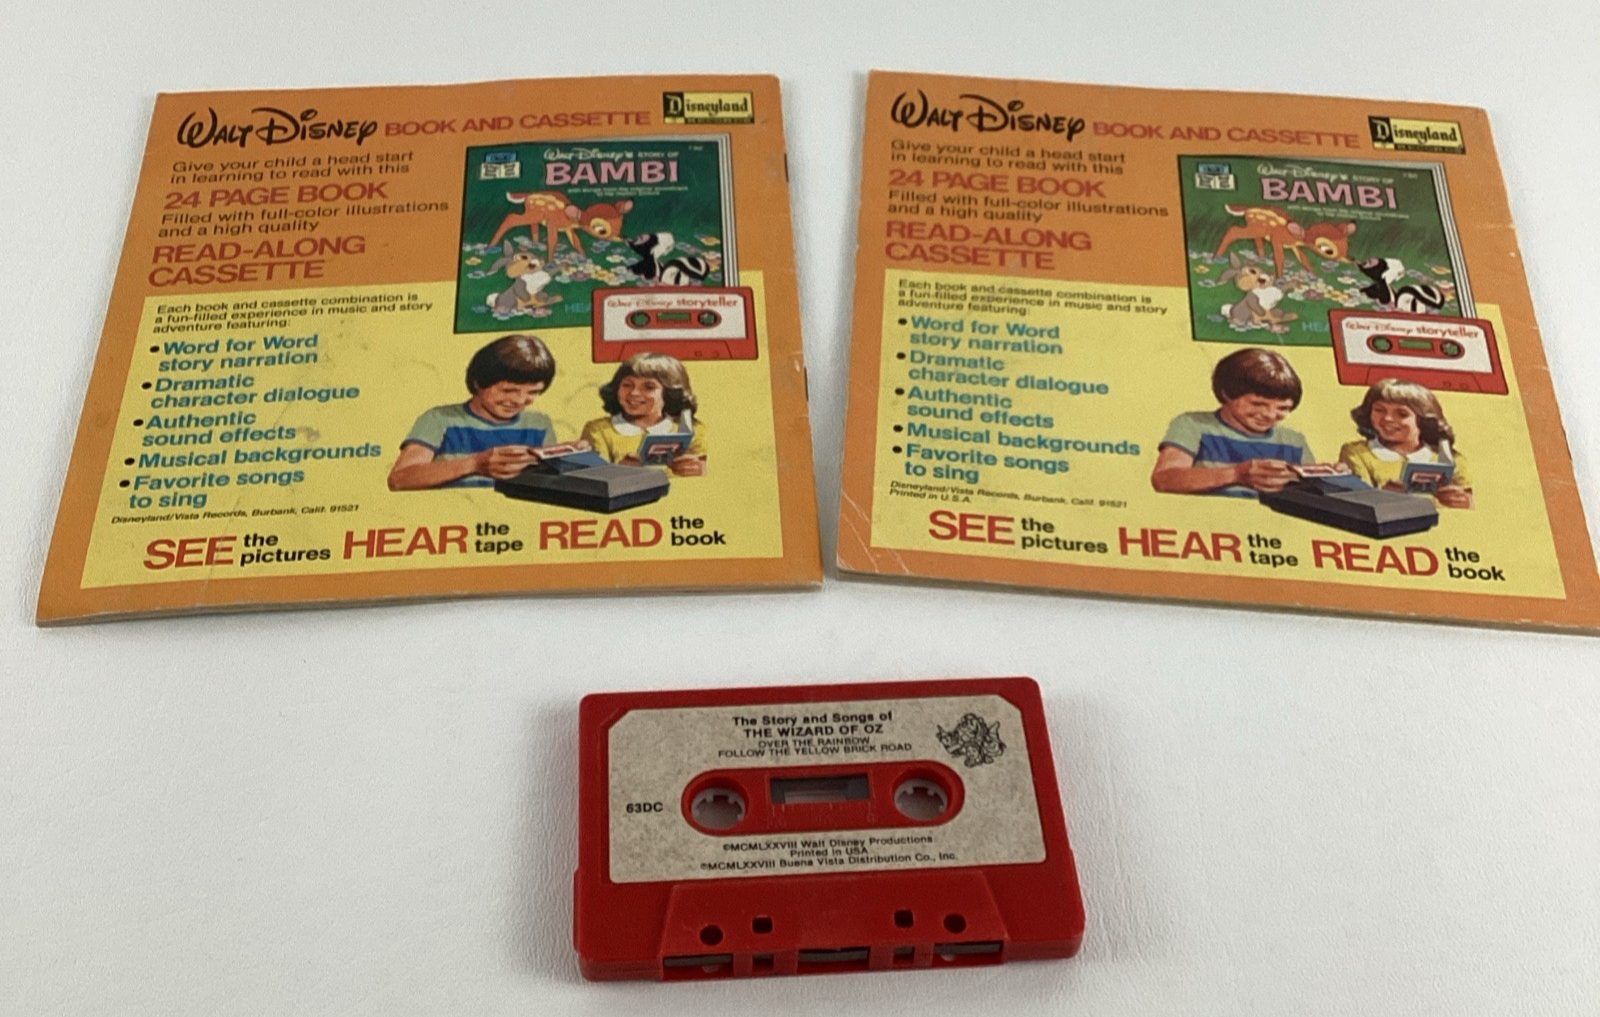 WALT DISNEY BOOK AND CASSETTE
Disneyland
Give your child a head start
in learning to read with this
24 PAGE BOOK
Filled with full-color illustrations
and a high quality
READ-ALONG
CASSETTE
Walt Disney's STORY OF
BAMBI
Walt Disney storyteller
Each book and cassette combination is
a fun-filled experience in music and story
adventure featuring:
• Word for Word
story narration
• Dramatic
character dialogue
• Authentic
sound effects
• Musical backgrounds
• Favorite songs
to sing
Disneyland/Vista Records, Burbank, Calif. 91521
SEE the pictures HEAR the tape READ the book
WALT DISNEY BOOK AND CASSETTE
Disneyland
Give your child a head start
in learning to read with this
24 PAGE BOOK
Filled with full-color illustrations
and a high quality
READ-ALONG
CASSETTE
Walt Disney's STORY OF
BAMBI
Walt Disney storyteller
Each book and cassette combination is
a fun-filled experience in music and story
adventure featuring:
• Word for Word
story narration
• Dramatic
character dialogue
• Authentic
sound effects
• Musical backgrounds
• Favorite songs
to sing
Disneyland/Vista Records, Burbank, Calif. 91521
Printed in U.S.A.
SEE the pictures HEAR the tape READ the book
The Story and Songs of
THE WIZARD OF OZ
OVER THE RAINBOW
FOLLOW THE YELLOW BRICK ROAD
63DC
©MCMLXXVIII Walt Disney Productions
Printed in USA
℗MCMLXXVIII Buena Vista Distribution Co., Inc.